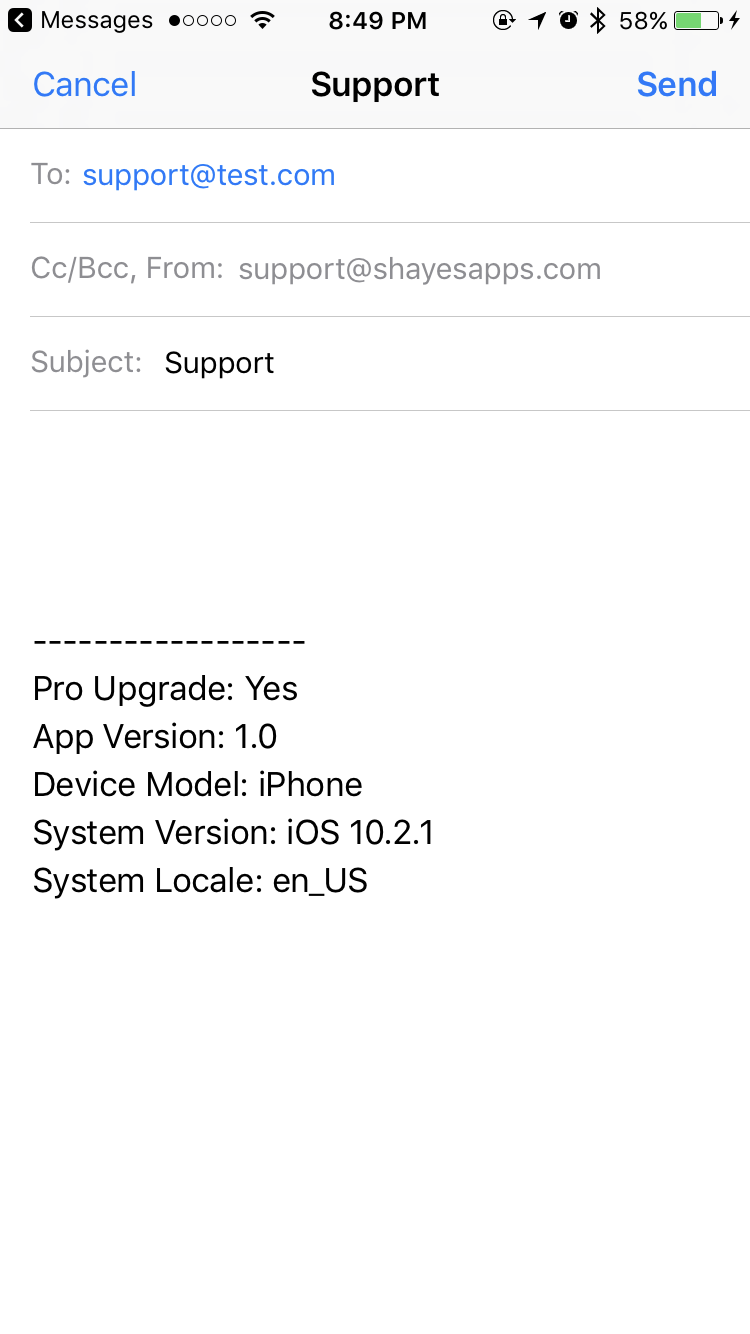 Messages 8:49 PM 58%
Cancel Support Send
To: support@test.com
Cc/Bcc, From: support@shayesapps.com
Subject: Support
------------------
Pro Upgrade: Yes
App Version: 1.0
Device Model: iPhone
System Version: iOS 10.2.1
System Locale: en_US